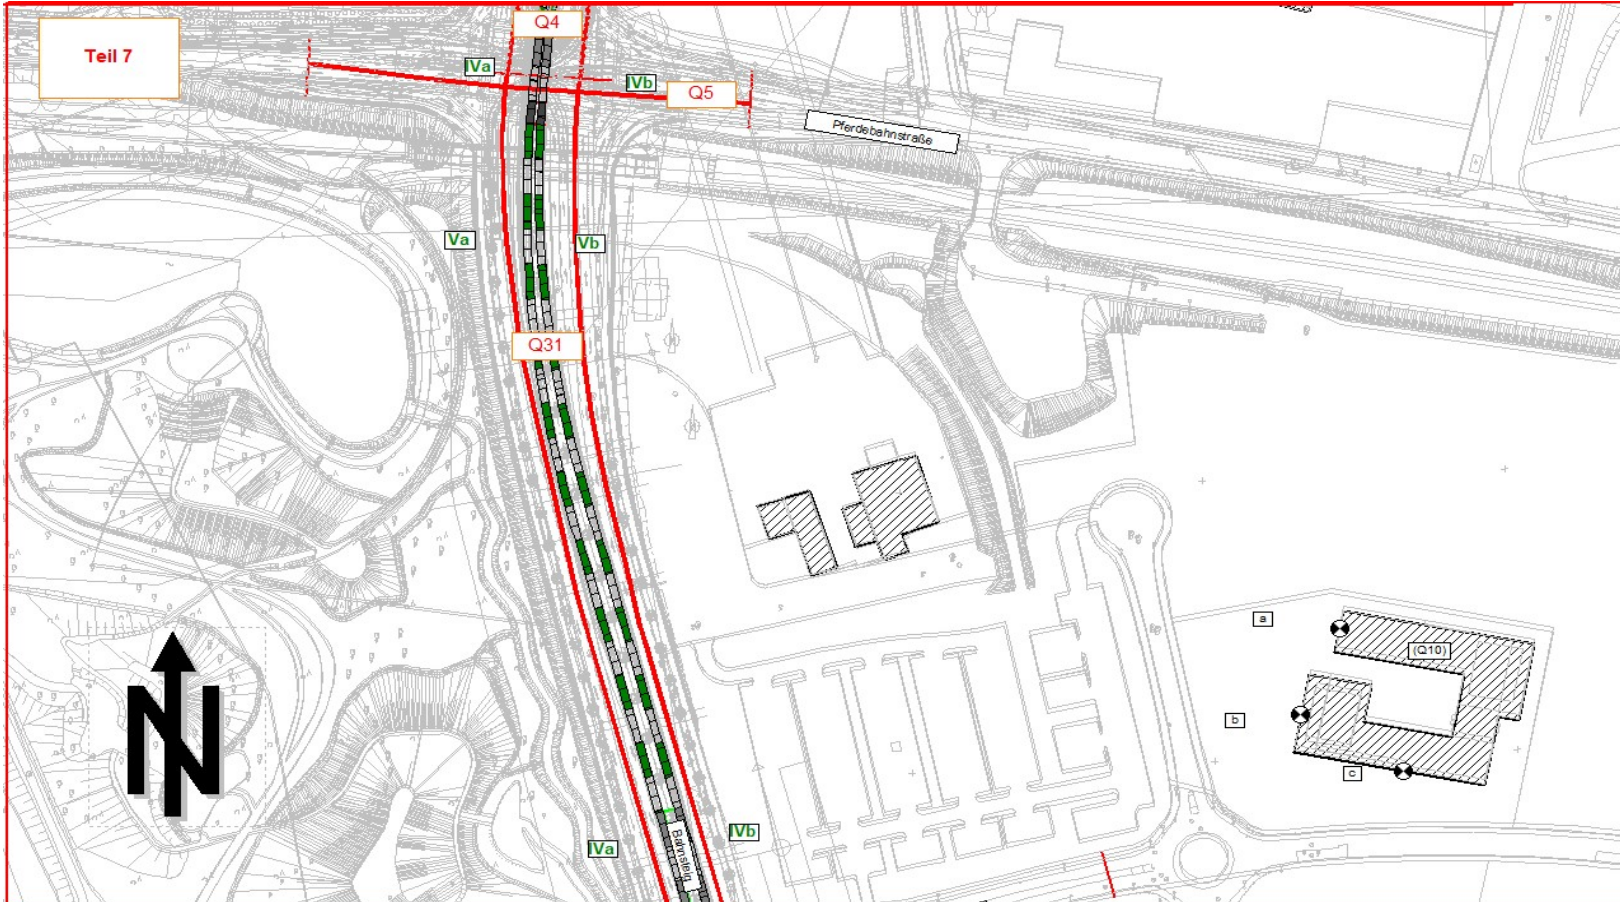 Teil 7
Q4
IVa
IVb
Q5
Pferdebahnstraße
Va
Vb
Q31
a
(Q10)
b
c
N
IVa
IVb
Bahnsteig